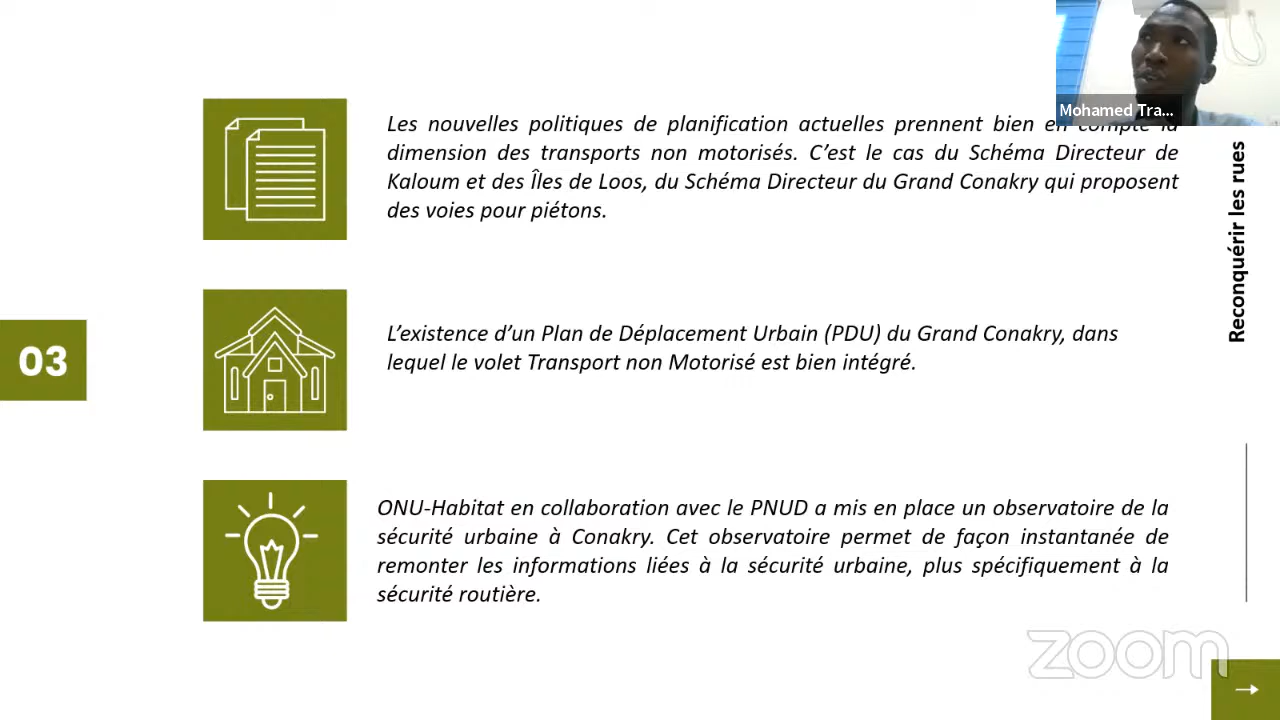 Mohamed Tra...
Les nouvelles politiques de planification actuelles prennent bien en compte la
dimension des transports non motorisés. C’est le cas du Schéma Directeur de
Kaloum et des Îles de Loos, du Schéma Directeur du Grand Conakry qui proposent
des voies pour piétons.
Reconquérir les rues
03
L’existence d’un Plan de Déplacement Urbain (PDU) du Grand Conakry, dans
lequel le volet Transport non Motorisé est bien intégré.
ONU-Habitat en collaboration avec le PNUD a mis en place un observatoire de la
sécurité urbaine à Conakry. Cet observatoire permet de façon instantanée de
remonter les informations liées à la sécurité urbaine, plus spécifiquement à la
sécurité routière.
zoom